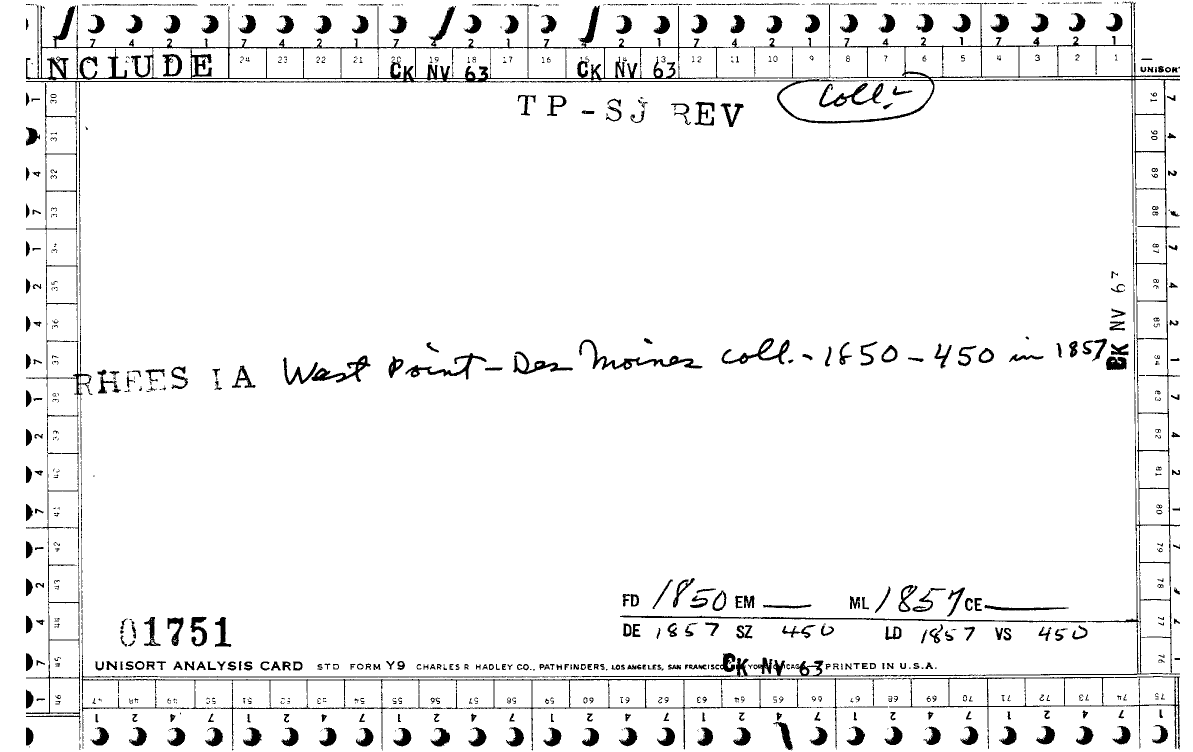 7 4 2 1 7 4 2 1 7 4 2 1 7 4 2 1 7 4 2 1 7 4 2 1 7 4 2 1
INCLUDE 24 23 22 21 20 19 18 17 16 15 14 13 12 11 10 9 8 7 6 5 4 3 2 1
CK NV 63 CK NV 63
UNISORT
TP-SJ REV coll.
CK NV 63
RHEES IA West Point - Des Moines coll. - 1850 - 450 in 1857
FD 1850 EM ___ ML 1857 CE ___
DE 1857 SZ 450 LD 1857 VS 450
01751
UNISORT ANALYSIS CARD STD FORM Y9 CHARLES R HADLEY CO., PATHFINDERS, LOS ANGELES, SAN FRANCISCO PRINTED IN U.S.A.
CK NV 63
30 31 32 33 34 35 36 37 38 39 40 41 42 43 44 45 46
91 90 89 88 87 86 85 84 83 82 81 80 79 78 77 76 75
47 48 49 50 51 52 53 54 55 56 57 58 59 60 61 62 63 64 65 66 67 68 69 70 71 72 73 74
1 2 4 7 1 2 4 7 1 2 4 7 1 2 4 7 1 2 4 7 1 2 4 7 1 2 4 7 1